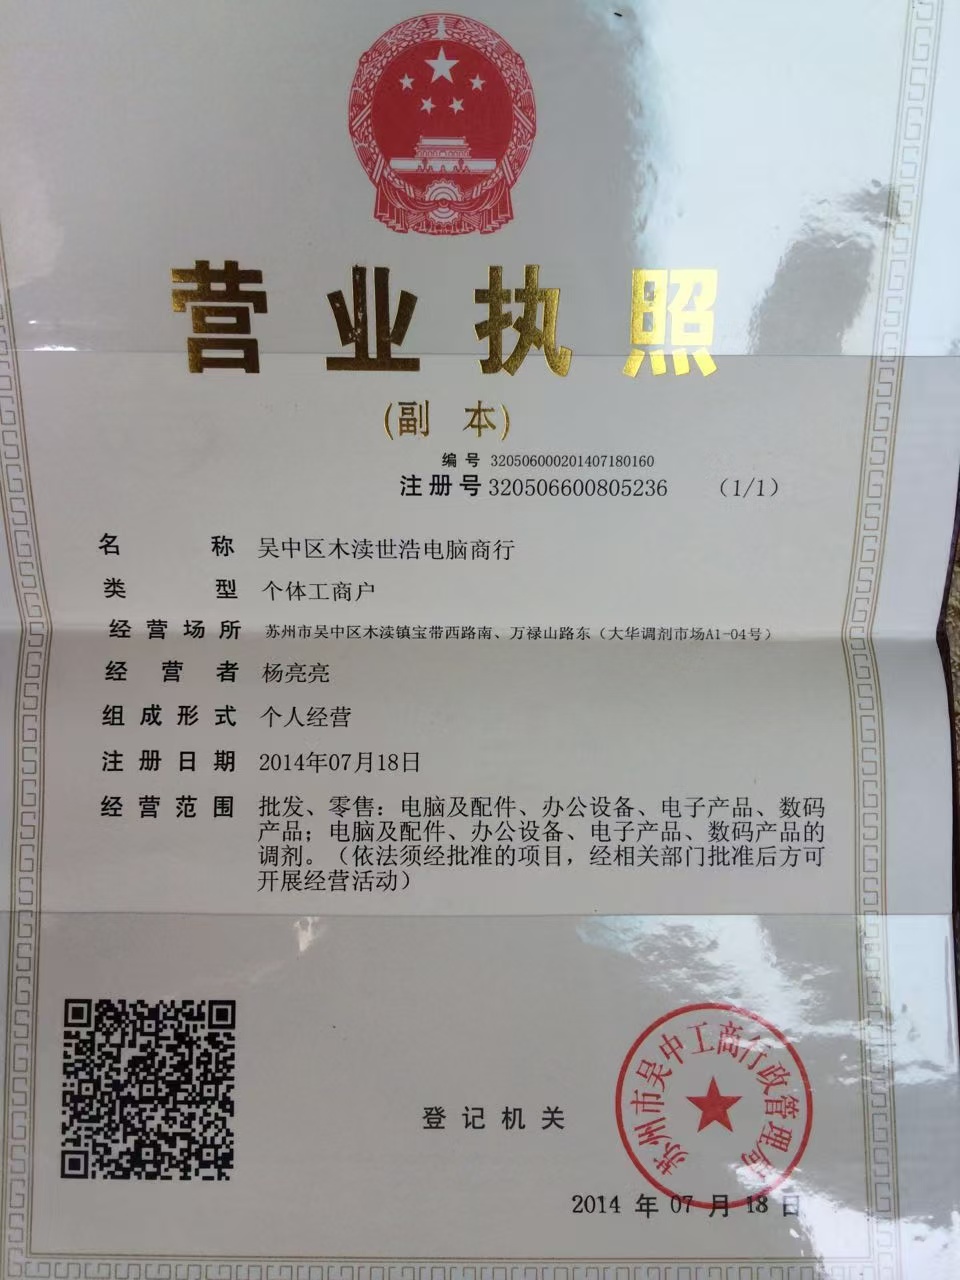 营业执照
(副 本)
编 号 320506000201407180160
注册号 320506600805236 （1/1）
名 称 吴中区木渎世浩电脑商行
类 型 个体工商户
经营场所 苏州市吴中区木渎镇宝带西路南、万禄山路东（大华调剂市场A1-04号）
经 营 者 杨亮亮
组成形式 个人经营
注册日期 2014年07月18日
经营范围 批发、零售：电脑及配件、办公设备、电子产品、数码
产品；电脑及配件、办公设备、电子产品、数码产品的
调剂。（依法须经批准的项目，经相关部门批准后方可
开展经营活动）
苏州市吴中工商行政管理局
登记机关
2014 年 07 月 18 日